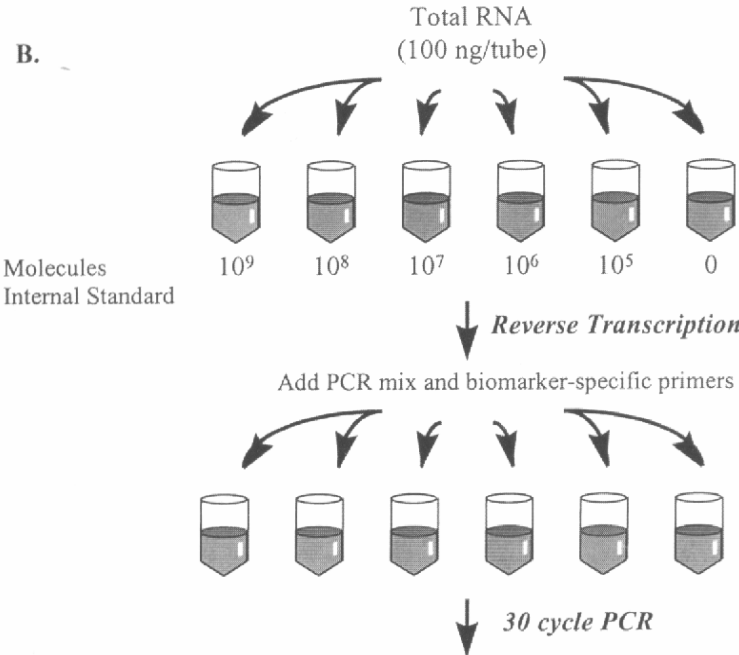 B.
Total RNA
(100 ng/tube)
Molecules
Internal Standard
10⁹ 10⁸ 10⁷ 10⁶ 10⁵ 0
Reverse Transcription
Add PCR mix and biomarker-specific primers
30 cycle PCR